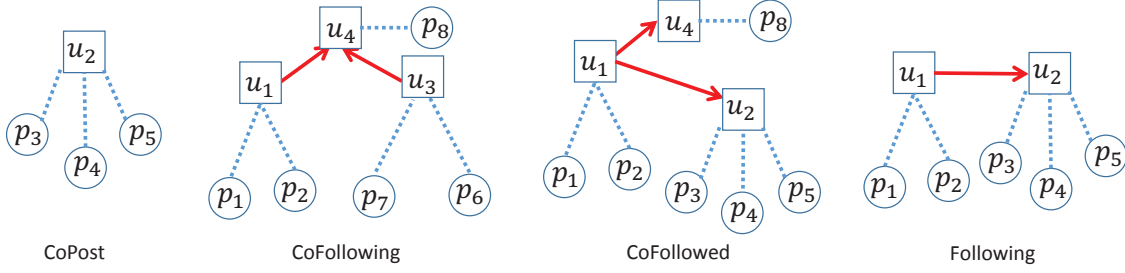 u₂
p₃
p₄
p₅
CoPost
u₄
p₈
u₁
u₃
p₁
p₂
p₇
p₆
CoFollowing
u₄
p₈
u₁
u₂
p₁
p₂
p₃
p₄
p₅
CoFollowed
u₁
u₂
p₁
p₂
p₃
p₄
p₅
Following